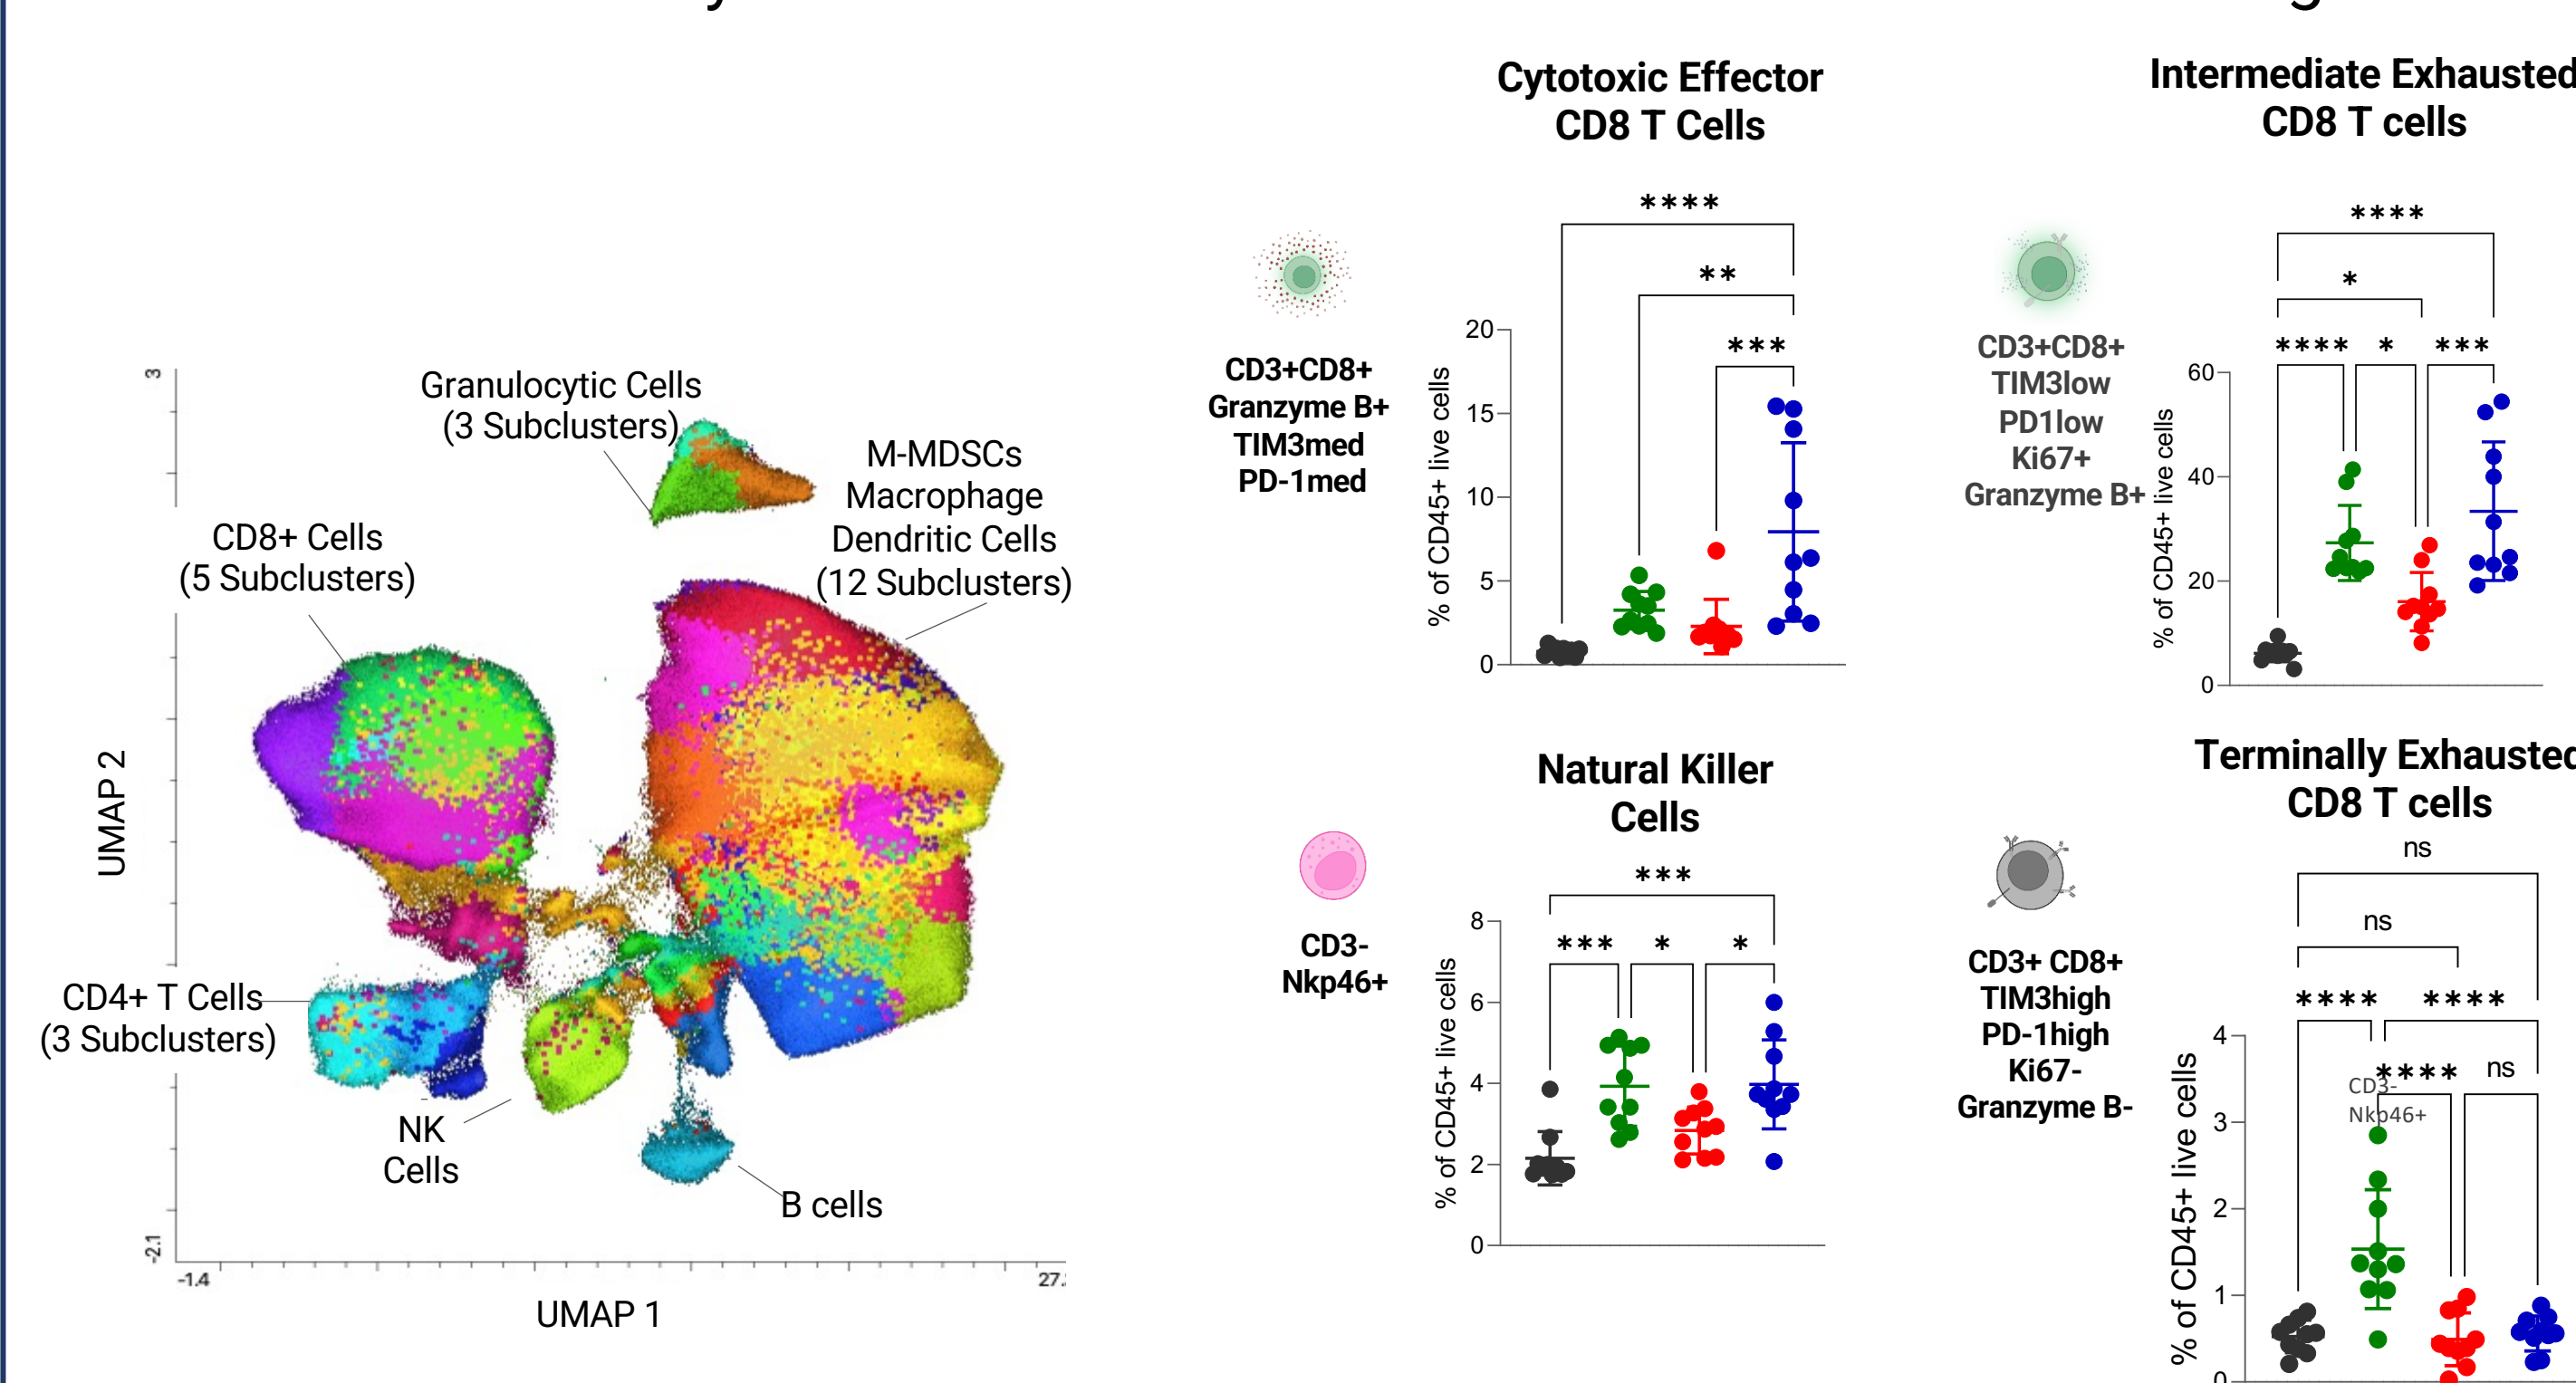 Granulocytic Cells
(3 Subclusters)
M-MDSCs
Macrophage
Dendritic Cells
(12 Subclusters)
CD8+ Cells
(5 Subclusters)
CD4+ T Cells
(3 Subclusters)
NK
Cells
B cells
3
UMAP 2
-2.1
-1.4
UMAP 1
Cytotoxic Effector
CD8 T Cells
CD3+CD8+
Granzyme B+
TIM3med
PD-1med
****
**
***
% of CD45+ live cells
20
15
10
5
0
Intermediate Exhausted
CD8 T cells
CD3+CD8+
TIM3low
PD1low
Ki67+
Granzyme B+
****
*
**** * ***
% of CD45+ live cells
60
40
20
0
Natural Killer
Cells
CD3-
Nkp46+
***
*** * *
% of CD45+ live cells
8
6
4
2
0
Terminally Exhausted
CD8 T cells
CD3+ CD8+
TIM3high
PD-1high
Ki67-
Granzyme B-
ns
ns
**** ****
**** ns
CD3-
Nkp46+
% of CD45+ live cells
4
3
2
1
0